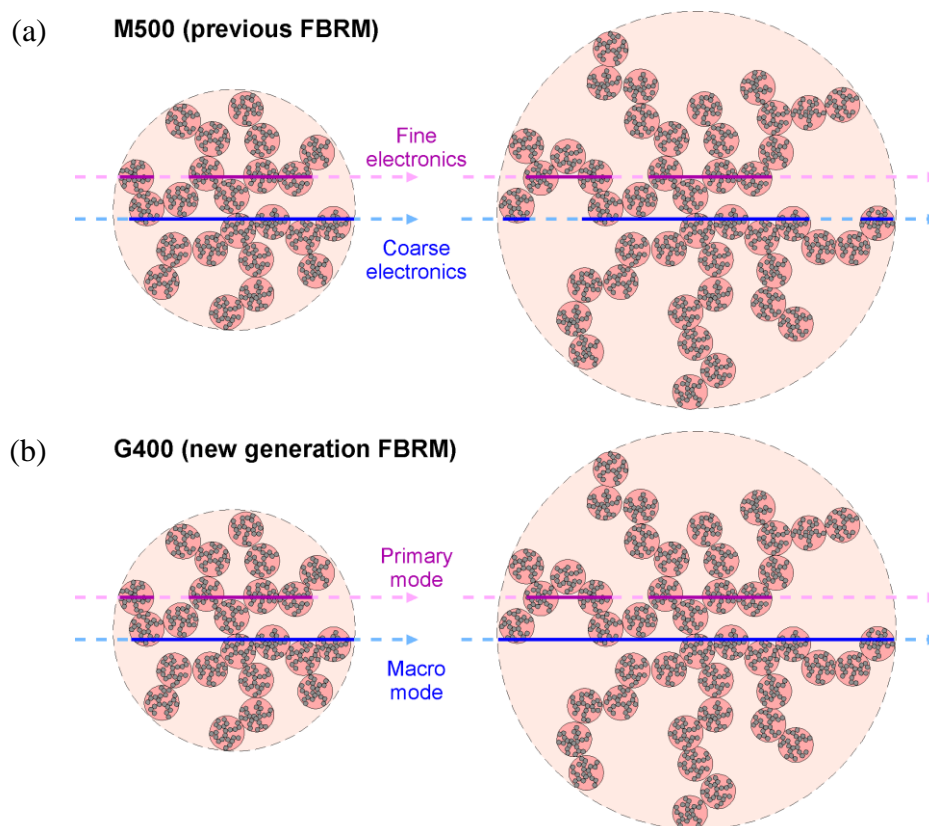 (a) M500 (previous FBRM)
Fine
electronics
Coarse
electronics
(b) G400 (new generation FBRM)
Primary
mode
Macro
mode